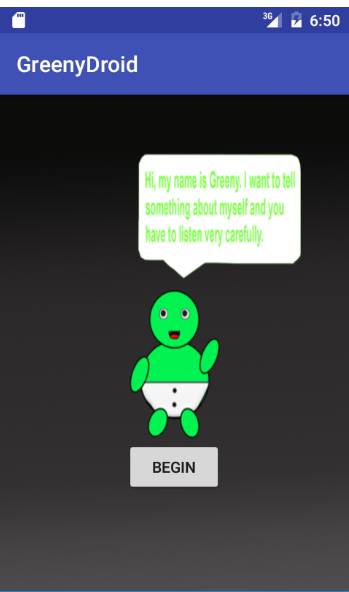 3G 6:50
GreenyDroid
Hi, my name is Greeny. I want to tell
something about myself and you
have to listen very carefully.
BEGIN